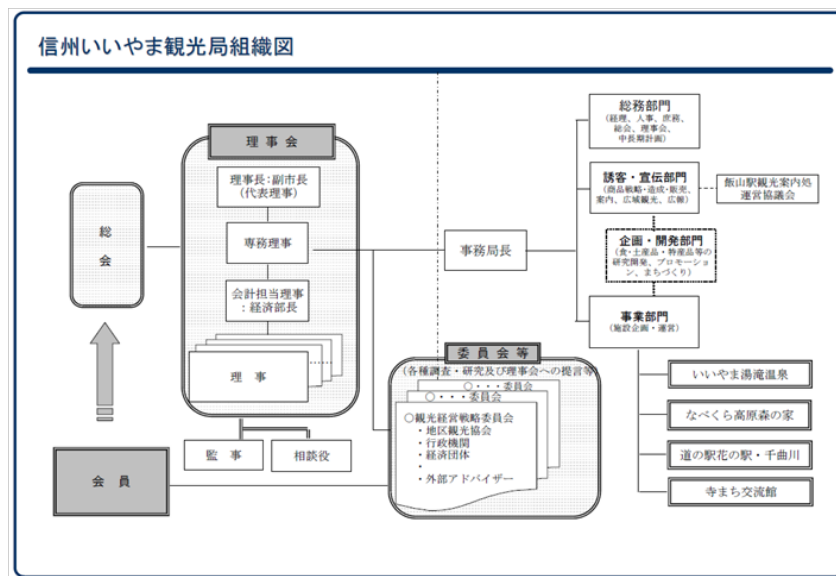 信州いいやま観光局組織図
理事会
理事長：副市長
（代表理事）
専務理事
会計担当理事
：経済部長
理　事
監　事
相談役
総
会
会　員
事務局長
委員会等
（各種調査・研究及び理事会への提言等）
○・・・委員会
○・・・委員会
○観光経営戦略委員会
・地区観光協会
・行政機関
・経済団体
・
・外部アドバイザー
総務部門
（経理、人事、庶務、
総会、理事会、
中長期計画）
誘客・宣伝部門
（商品戦略・造成・販売、
案内、広域観光、広報）
飯山駅観光案内処
運営協議会
企画・開発部門
（食・土産品・特産品等の
研究開発、プロモーショ
ン、まちづくり）
事業部門
（施設企画・運営）
いいやま湯滝温泉
なべくら高原森の家
道の駅花の駅・千曲川
寺まち交流館